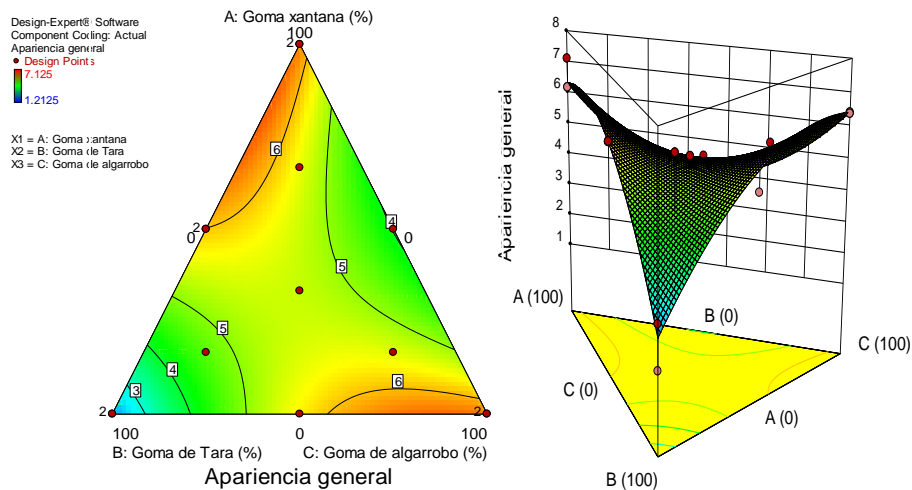 Design-Expert® Software
Component Coding: Actual
Apariencia general
Design Points
7.125
1.2125
X1 = A: Goma xantana
X2 = B: Goma de Tara
X3 = C: Goma de algarrobo
A: Goma xantana (%)
100
2
6
2
0
4
0
5
5
4
3
6
2
2
100
0
100
B: Goma de Tara (%)
C: Goma de algarrobo (%)
Apariencia general
8
7
6
5
4
3
2
1
Apariencia general
A (100)
B (0)
C (100)
C (0)
A (0)
B (100)